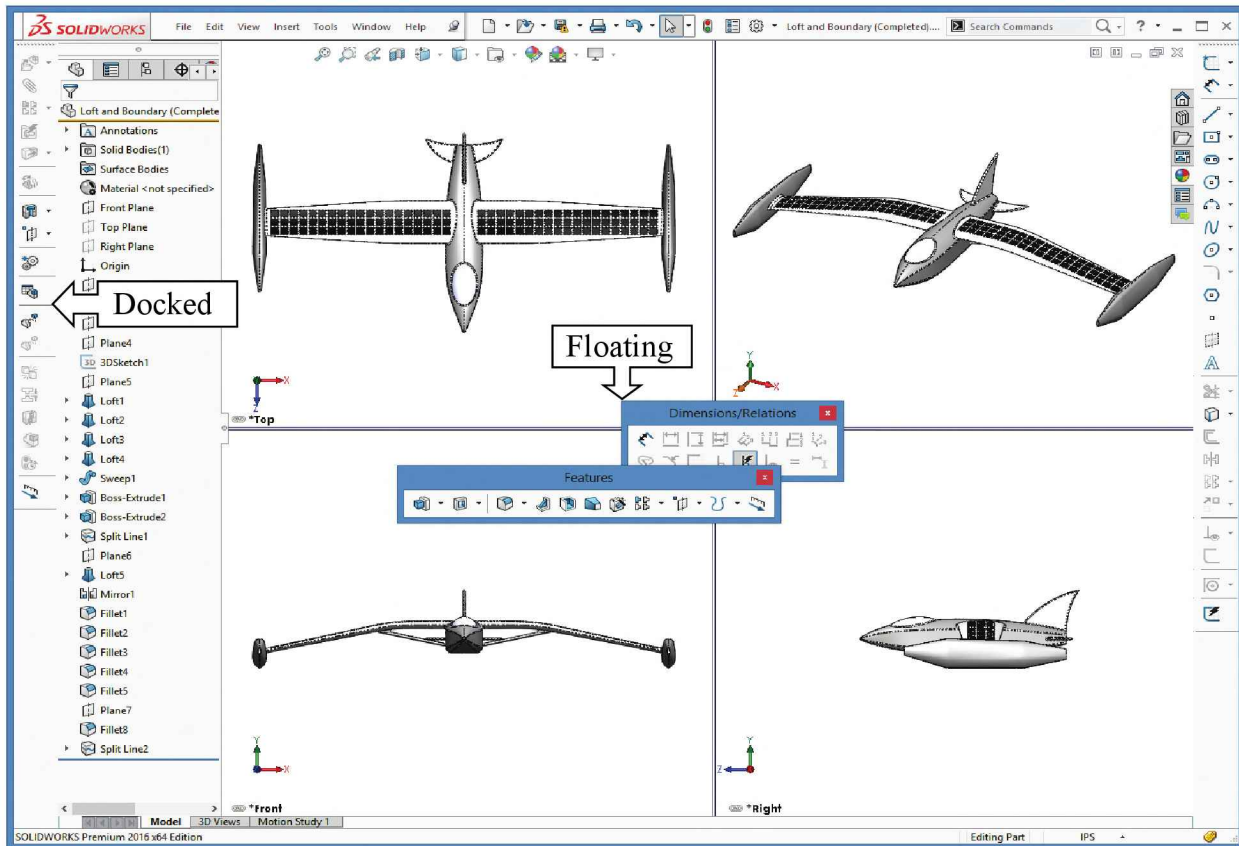 SOLIDWORKS File Edit View Insert Tools Window Help Loft and Boundary (Completed).... Search Commands ?
Loft and Boundary (Complete
Annotations
Solid Bodies(1)
Surface Bodies
Material <not specified>
Front Plane
Top Plane
Right Plane
Origin
Docked
Plane4
3DSketch1
Plane5
Loft1
Loft2
Loft3
Loft4
Sweep1
Boss-Extrude1
Boss-Extrude2
Split Line1
Plane6
Loft5
Mirror1
Fillet1
Fillet2
Fillet3
Fillet4
Fillet5
Plane7
Fillet8
Split Line2
X
Z
*Top
Y
X
Z
Floating
Dimensions/Relations
Features
Y
X
*Front
Y
Z
*Right
Model 3D Views Motion Study 1
SOLIDWORKS Premium 2016 x64 Edition Editing Part IPS